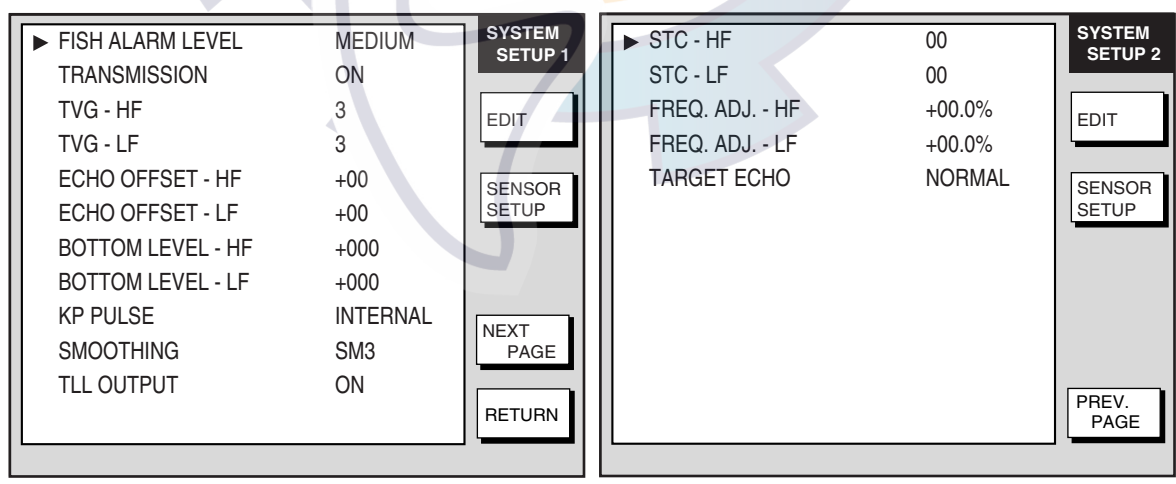 FISH ALARM LEVEL MEDIUM
TRANSMISSION ON
TVG - HF 3
TVG - LF 3
ECHO OFFSET - HF +00
ECHO OFFSET - LF +00
BOTTOM LEVEL - HF +000
BOTTOM LEVEL - LF +000
KP PULSE INTERNAL
SMOOTHING SM3
TLL OUTPUT ON
SYSTEM
SETUP 1
EDIT
SENSOR
SETUP
NEXT
PAGE
RETURN
STC - HF 00
STC - LF 00
FREQ. ADJ. - HF +00.0%
FREQ. ADJ. - LF +00.0%
TARGET ECHO NORMAL
SYSTEM
SETUP 2
EDIT
SENSOR
SETUP
PREV.
PAGE